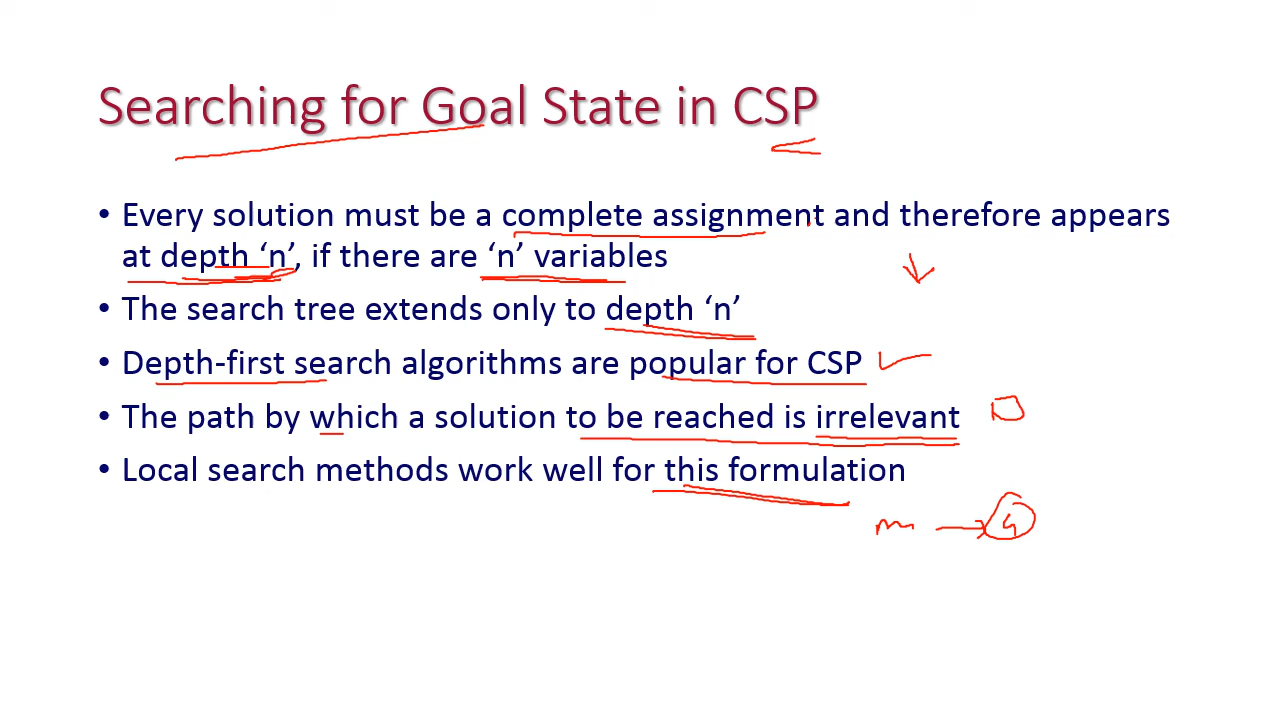 Searching for Goal State in CSP
• Every solution must be a complete assignment and therefore appears
at depth ‘n’, if there are ‘n’ variables
• The search tree extends only to depth ‘n’
• Depth-first search algorithms are popular for CSP
• The path by which a solution to be reached is irrelevant
• Local search methods work well for this formulation